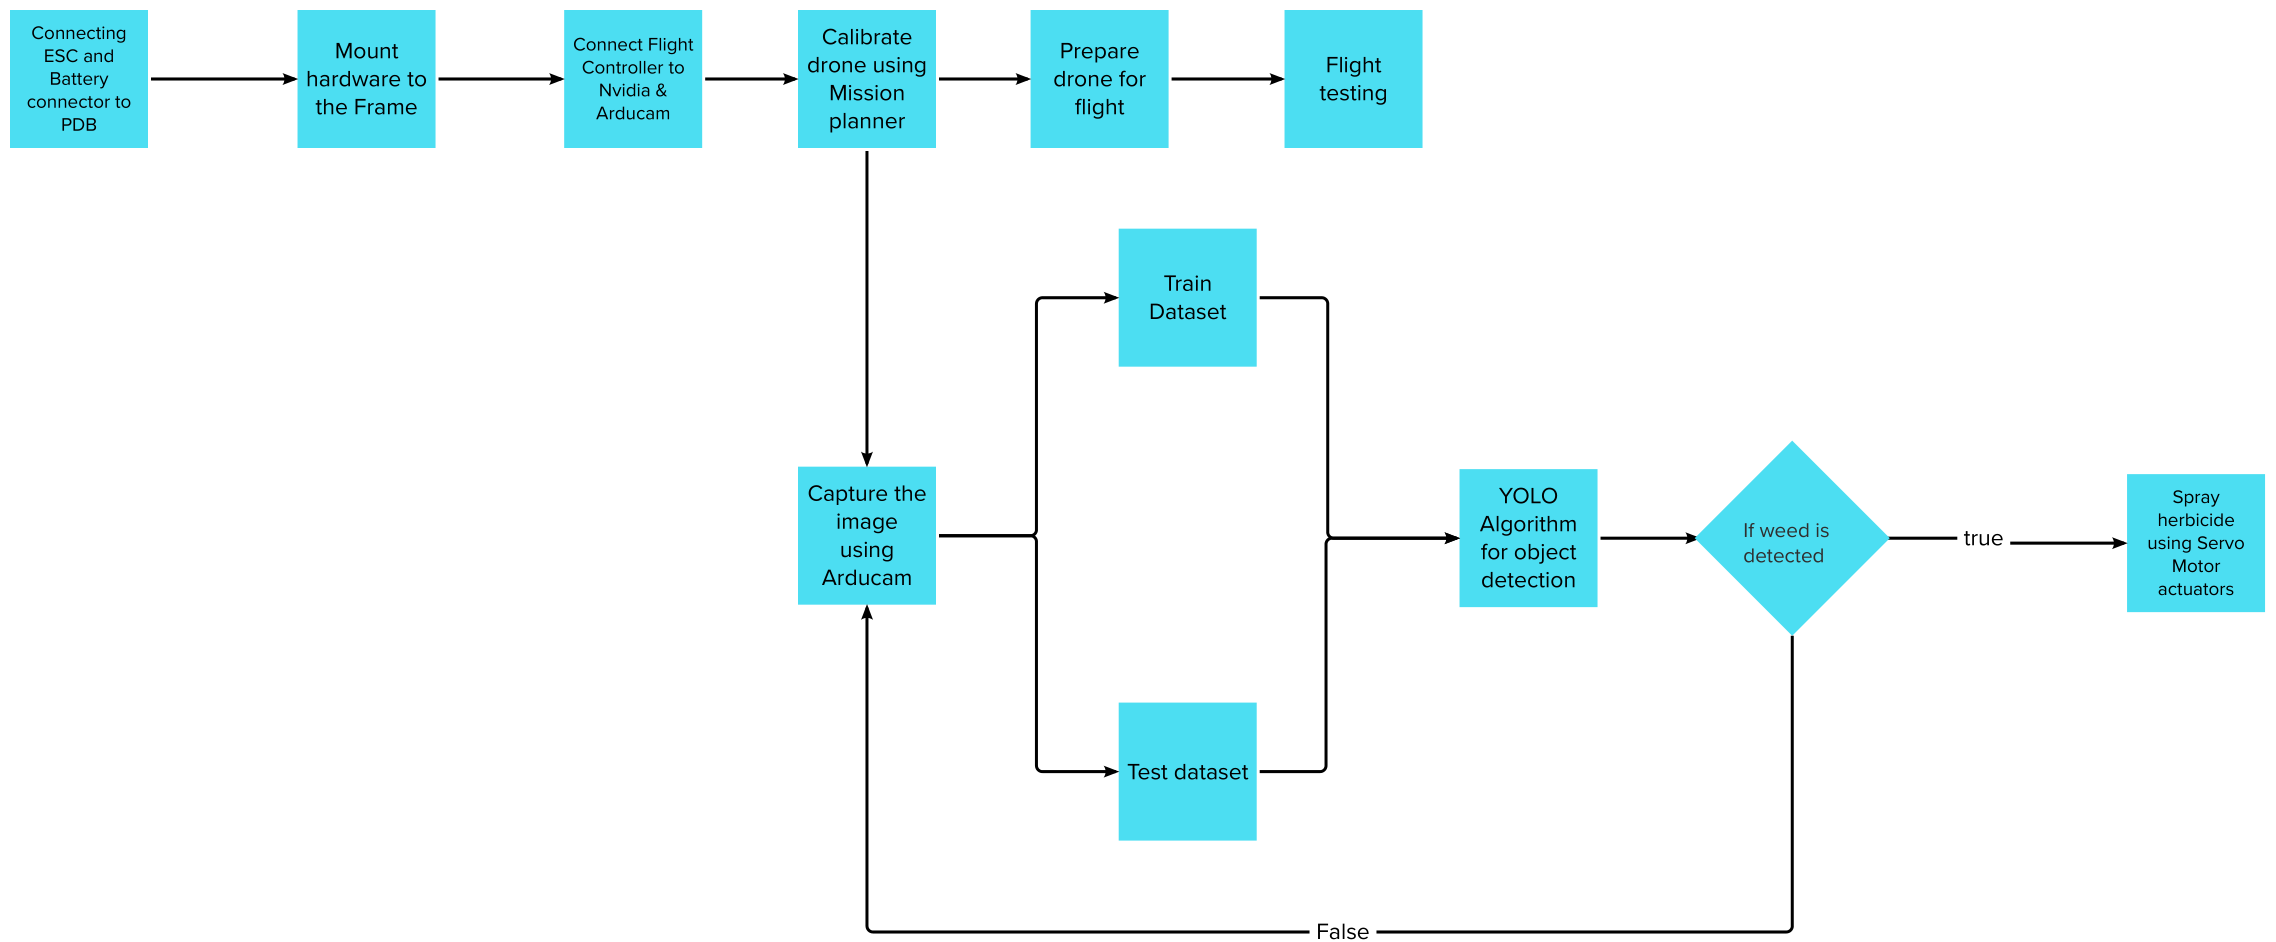 Connecting
ESC and
Battery
connector to
PDB
Mount
hardware to
the Frame
Connect Flight
Controller to
Nvidia &
Arducam
Calibrate
drone using
Mission
planner
Prepare
drone for
flight
Flight
testing
Train
Dataset
Capture the
image
using
Arducam
YOLO
Algorithm
for object
detection
If weed is
detected
true
Spray
herbicide
using Servo
Motor
actuators
Test dataset
False